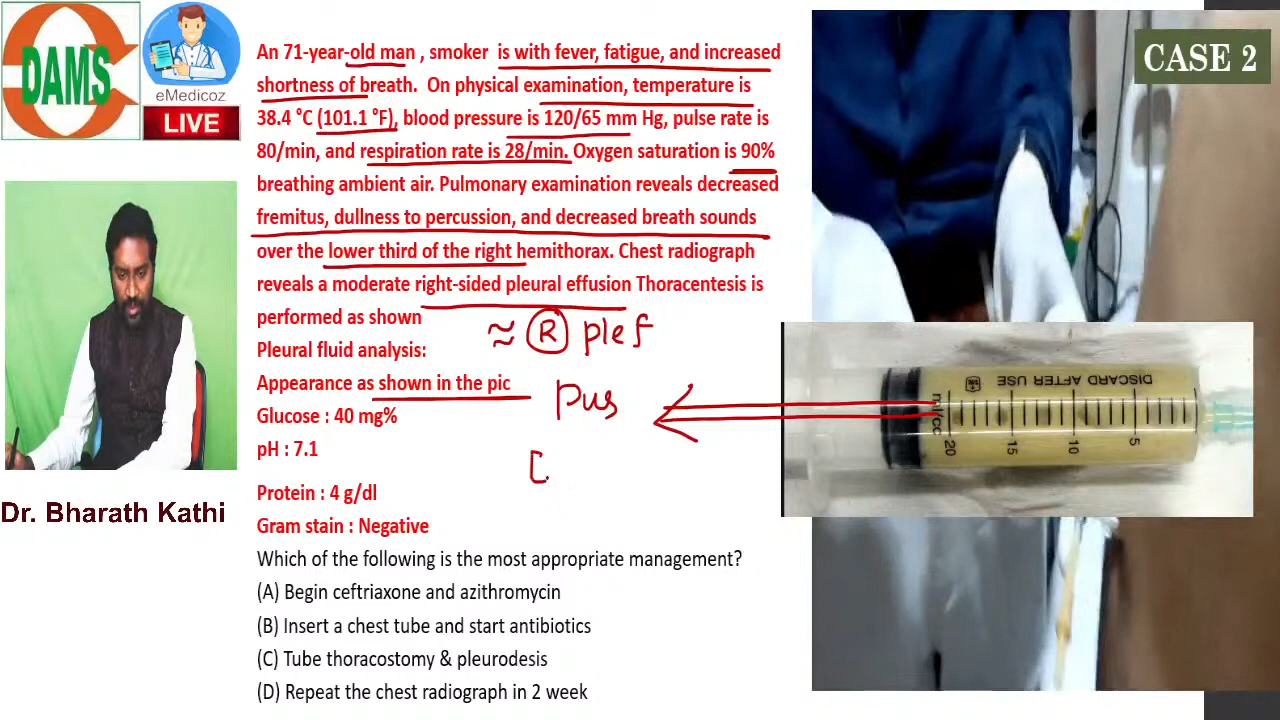 DAMS
eMedicoz
LIVE
Dr. Bharath Kathi
CASE 2
An 71-year-old man , smoker is with fever, fatigue, and increased
shortness of breath. On physical examination, temperature is
38.4 °C (101.1 °F), blood pressure is 120/65 mm Hg, pulse rate is
80/min, and respiration rate is 28/min. Oxygen saturation is 90%
breathing ambient air. Pulmonary examination reveals decreased
fremitus, dullness to percussion, and decreased breath sounds
over the lower third of the right hemithorax. Chest radiograph
reveals a moderate right-sided pleural effusion Thoracentesis is
performed as shown
≈ R plef
Pleural fluid analysis:
Appearance as shown in the pic
Pus
Glucose : 40 mg%
pH : 7.1
Protein : 4 g/dl
Gram stain : Negative
Which of the following is the most appropriate management?
(A) Begin ceftriaxone and azithromycin
(B) Insert a chest tube and start antibiotics
(C) Tube thoracostomy & pleurodesis
(D) Repeat the chest radiograph in 2 week
DISCARD AFTER USE
ml/cc
20 15 10 5